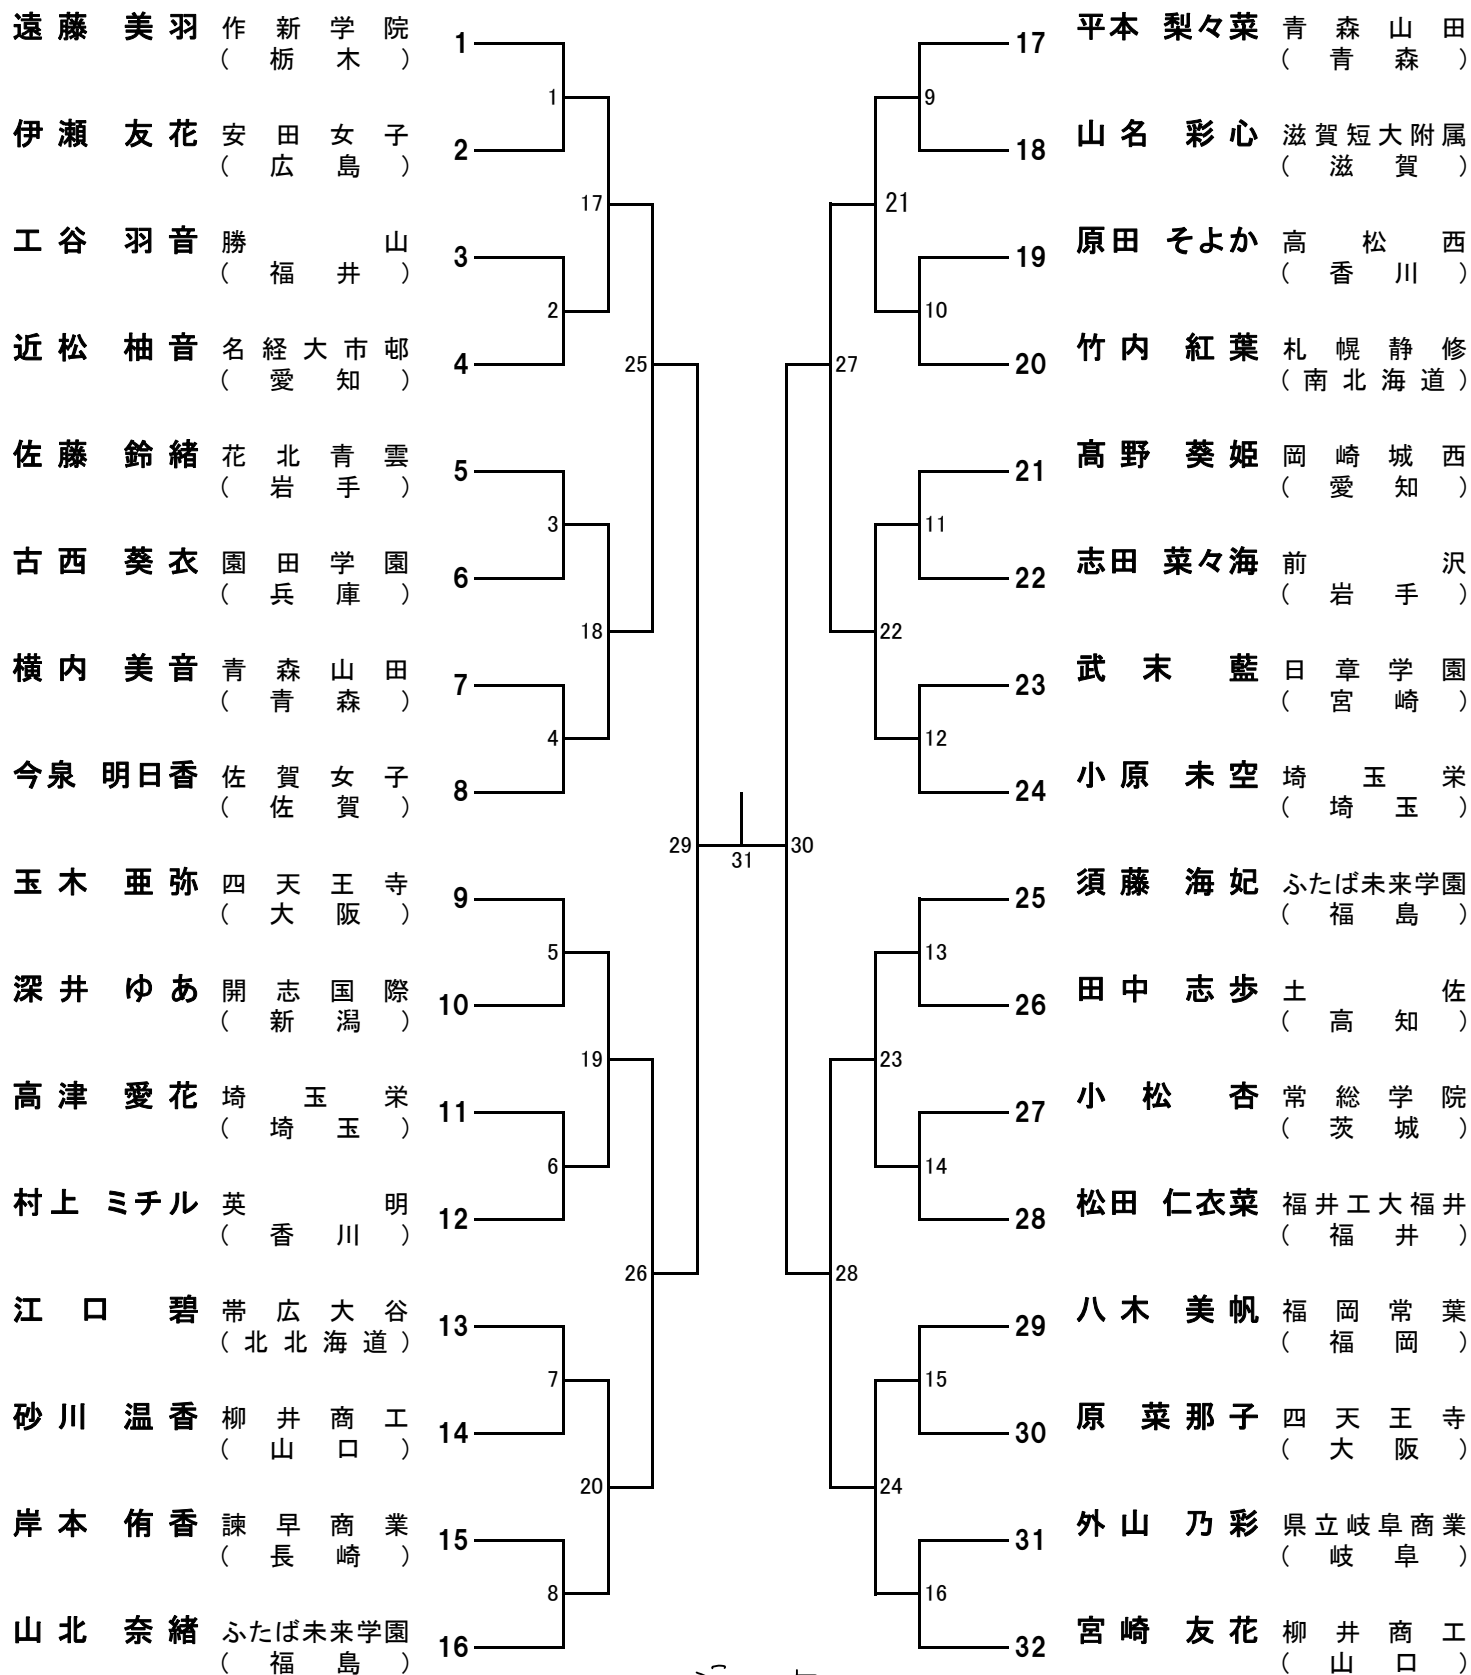 遠藤 美羽 作新学院 1
(栃木)
1
伊瀬 友花 安田女子 2
(広島)
17
工谷 羽音 勝山 3
(福井)
2
近松 柚音 名経大市邨 4
(愛知)
25
佐藤 鈴緒 花北青雲 5
(岩手)
3
古西 葵衣 園田学園 6
(兵庫)
18
横内 美音 青森山田 7
(青森)
4
今泉 明日香 佐賀女子 8
(佐賀)
29
玉木 亜弥 四天王寺 9
(大阪)
5
深井 ゆあ 開志国際 10
(新潟)
19
高津 愛花 埼玉栄 11
(埼玉)
6
村上 ミチル 英明 12
(香川)
26
江口 碧 帯広大谷 13
(北北海道)
7
砂川 温香 柳井商工 14
(山口)
20
岸本 侑香 諫早商業 15
(長崎)
8
山北 奈緒 ふたば未来学園 16
(福島)
31
17 平本 梨々菜 青森山田
(青森)
9
18 山名 彩心 滋賀短大附属
(滋賀)
21
19 原田 そよか 高松西
(香川)
10
20 竹内 紅葉 札幌静修
(南北海道)
27
21 髙野 葵姫 岡崎城西
(愛知)
11
22 志田 菜々海 前沢
(岩手)
22
23 武末 藍 日章学園
(宮崎)
12
24 小原 未空 埼玉栄
(埼玉)
30
25 須藤 海妃 ふたば未来学園
(福島)
13
26 田中 志歩 土佐
(高知)
23
27 小松 杏 常総学院
(茨城)
14
28 松田 仁衣菜 福井工大福井
(福井)
28
29 八木 美帆 福岡常葉
(福岡)
15
30 原 菜那子 四天王寺
(大阪)
24
31 外山 乃彩 県立岐阜商業
(岐阜)
16
32 宮崎 友花 柳井商工
(山口)